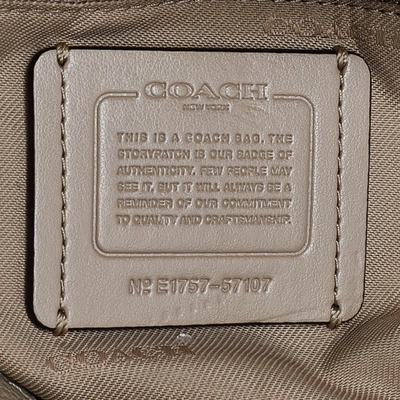 COACH
NEW YORK
THIS IS A COACH BAG. THE
STORYPATCH IS OUR BADGE OF
AUTHENTICITY. FEW PEOPLE MAY
SEE IT, BUT IT WILL ALWAYS BE A
REMINDER OF OUR COMMITMENT
TO QUALITY AND CRAFTSMANSHIP.
Nº E1757-57107
COACH